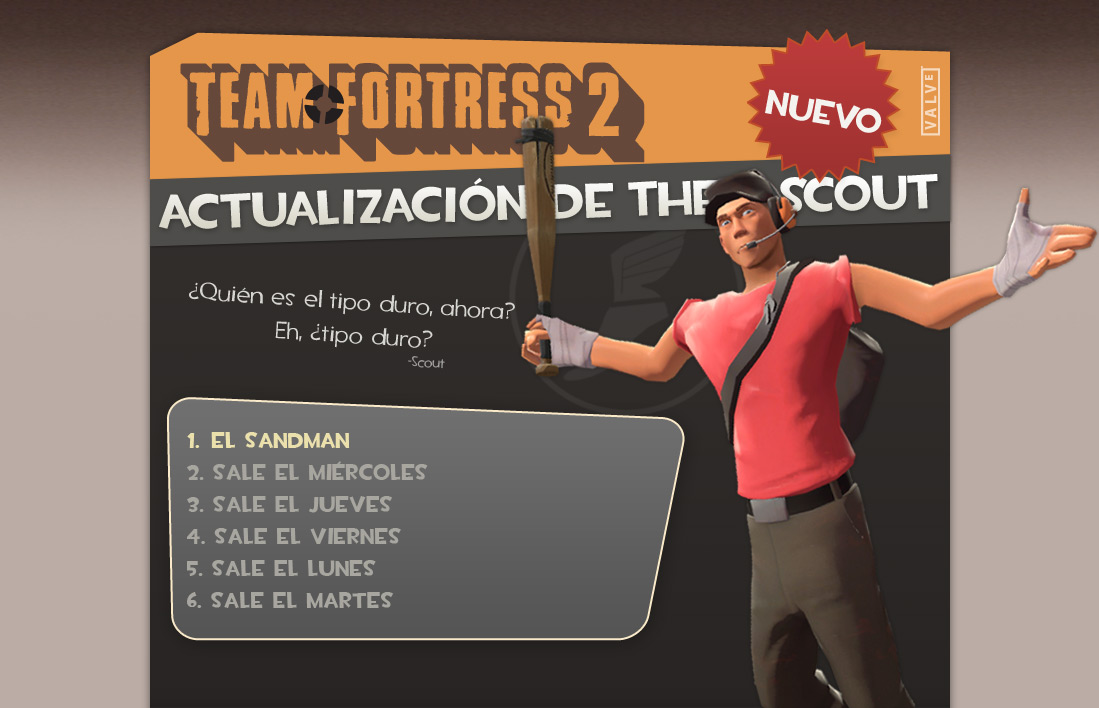 TEAM FORTRESS 2
NUEVO
VALVE
ACTUALIZACIÓN DE THE SCOUT
¿Quién es el tipo duro, ahora?
Eh, ¿tipo duro?
-Scout
1. EL SANDMAN
2. SALE EL MIÉRCOLES
3. SALE EL JUEVES
4. SALE EL VIERNES
5. SALE EL LUNES
6. SALE EL MARTES